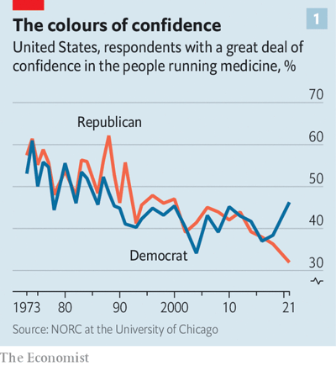 The colours of confidence
1
United States, respondents with a great deal of
confidence in the people running medicine, %
70
Republican
60
50
40
Democrat
30
1973 80 90 2000 10 21
Source: NORC at the University of Chicago
The Economist